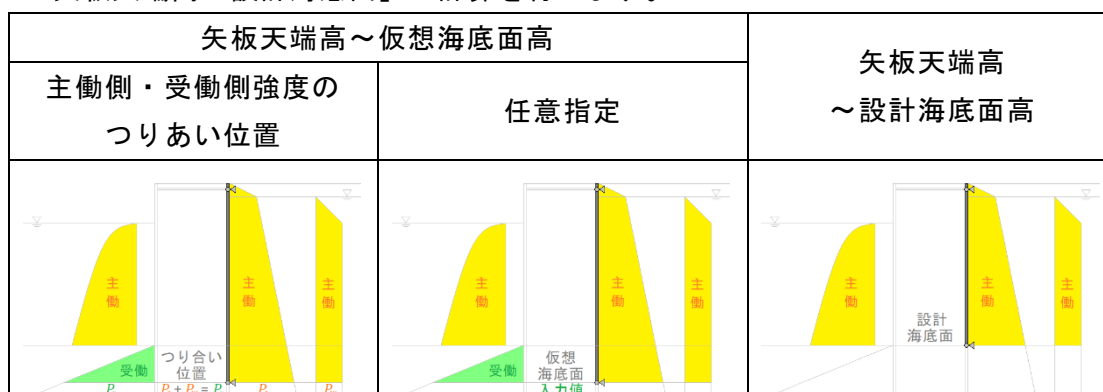 矢板天端高～仮想海底面高
矢板天端高
～設計海底面高
主働側・受働側強度の
つりあい位置
任意指定
主働
主働
主働
受働
つり合い
位置
主働
主働
主働
受働
仮想
海底面
入力値
主働
主働
主働
設計
海底面